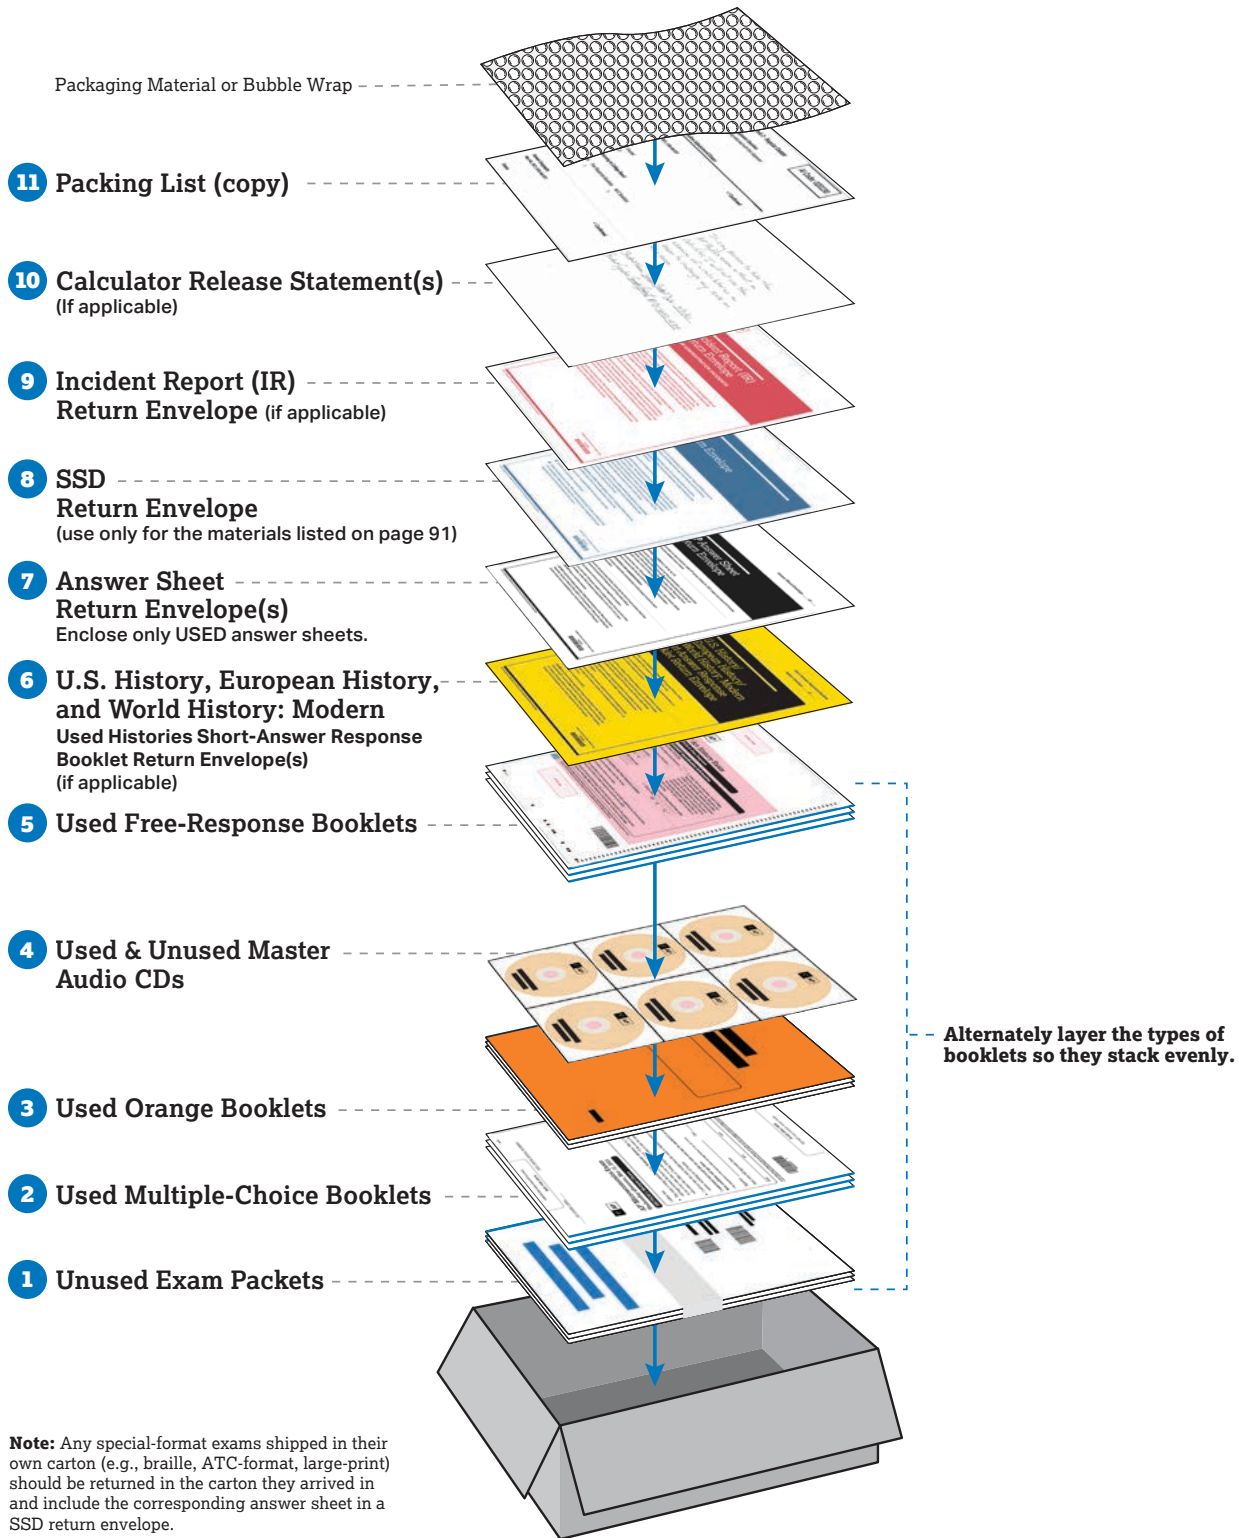 Packaging Material or Bubble Wrap
11 Packing List (copy)
10 Calculator Release Statement(s)
(If applicable)
9 Incident Report (IR)
Return Envelope (if applicable)
8 SSD
Return Envelope
(use only for the materials listed on page 91)
7 Answer Sheet
Return Envelope(s)
Enclose only USED answer sheets.
6 U.S. History, European History,
and World History: Modern
Used Histories Short-Answer Response
Booklet Return Envelope(s)
(if applicable)
5 Used Free-Response Booklets
4 Used & Unused Master
Audio CDs
Alternately layer the types of
booklets so they stack evenly.
3 Used Orange Booklets
2 Used Multiple-Choice Booklets
1 Unused Exam Packets
Note: Any special-format exams shipped in their
own carton (e.g., braille, ATC-format, large-print)
should be returned in the carton they arrived in
and include the corresponding answer sheet in a
SSD return envelope.